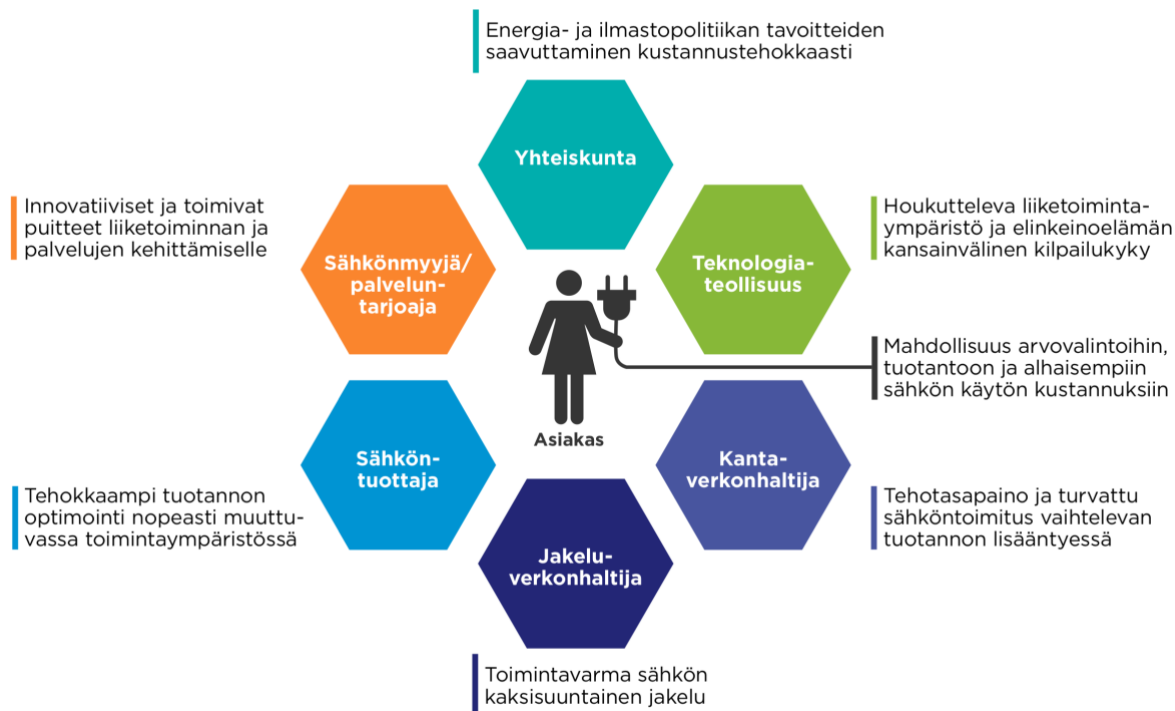 Energia- ja ilmastopolitiikan tavoitteiden
saavuttaminen kustannustehokkaasti
Yhteiskunta
Innovatiiviset ja toimivat
puitteet liiketoiminnan ja
palvelujen kehittämiselle
Sähkönmyyjä/
palvelun-
tarjoaja
Teknologia-
teollisuus
Houkutteleva liiketoiminta-
ympäristö ja elinkeinoelämän
kansainvälinen kilpailukyky
Mahdollisuus arvovalintoihin,
tuotantoon ja alhaisempiin
sähkön käytön kustannuksiin
Asiakas
Sähkön-
tuottaja
Tehokkaampi tuotannon
optimointi nopeasti muuttu-
vassa toimintaympäristössä
Kanta-
verkonhaltija
Tehotasapaino ja turvattu
sähköntoimitus vaihtelevan
tuotannon lisääntyessä
Jakelu-
verkonhaltija
Toimintavarma sähkön
kaksisuuntainen jakelu